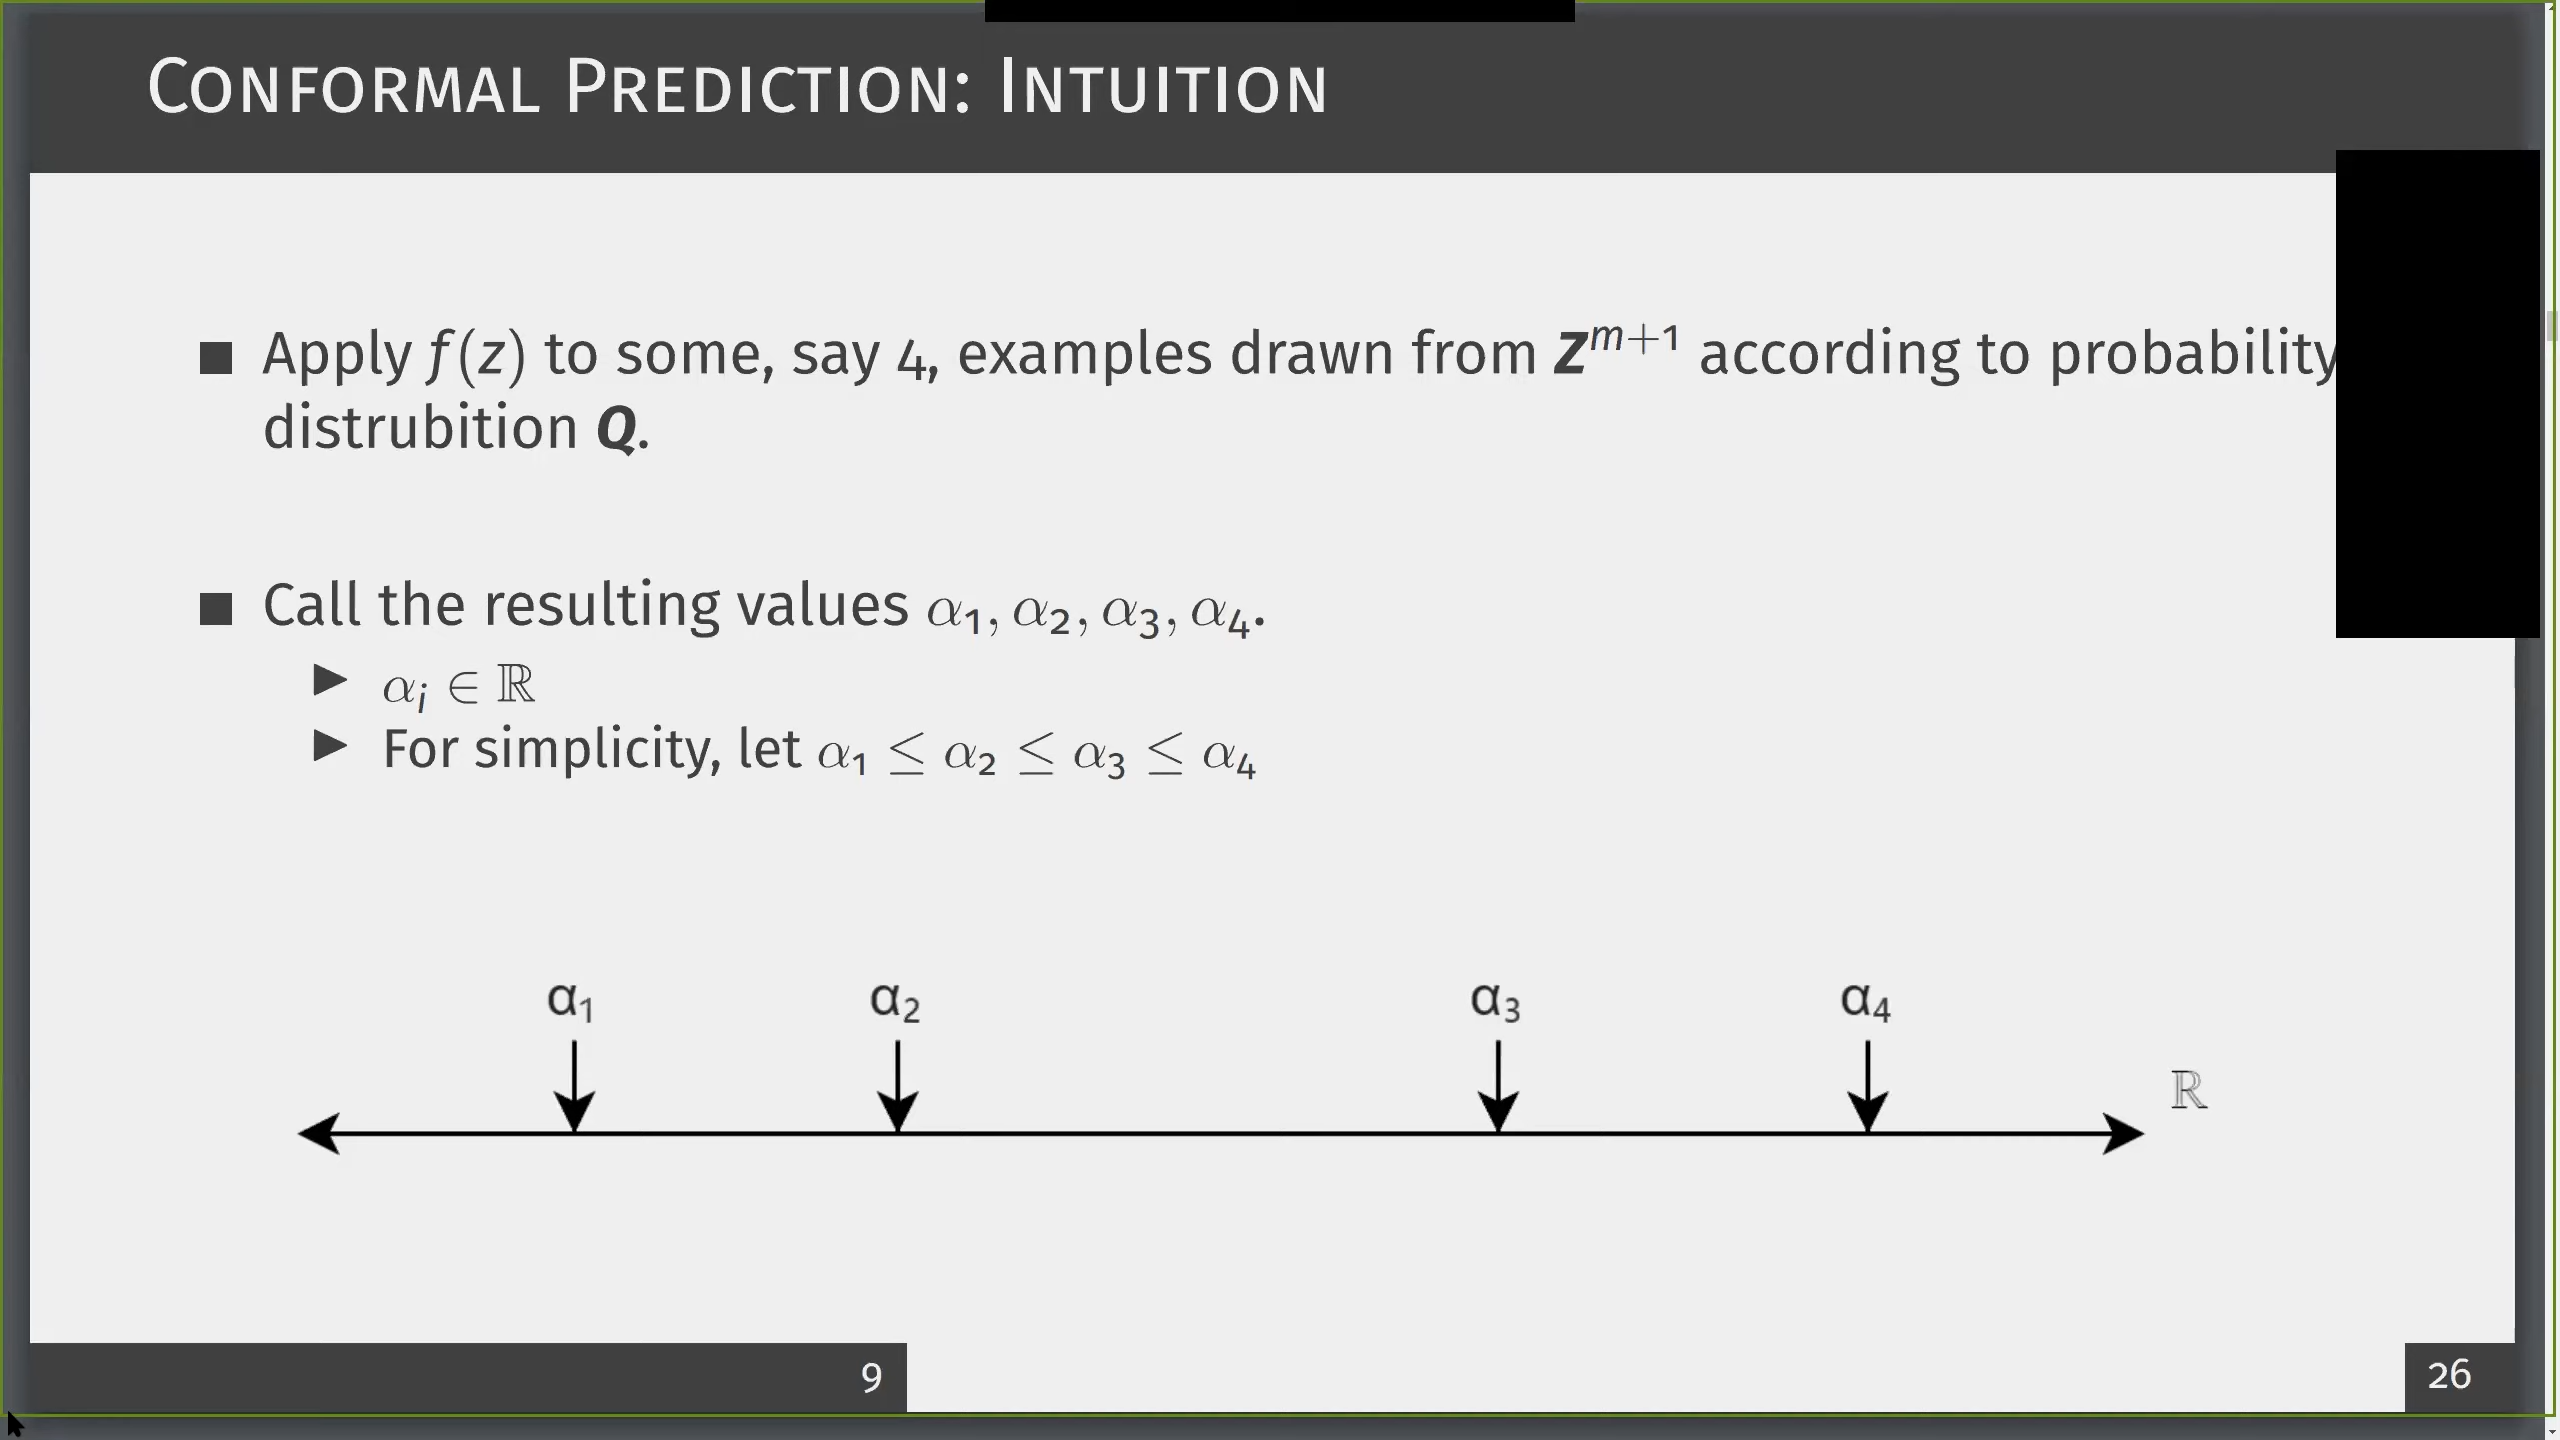 CONFORMAL PREDICTION: INTUITION
■ Apply f(z) to some, say 4, examples drawn from Z^{m+1} according to probability
distrubition Q.
■ Call the resulting values α₁, α₂, α₃, α₄.
▶ αᵢ ∈ ℝ
▶ For simplicity, let α₁ ≤ α₂ ≤ α₃ ≤ α₄
α₁ α₂ α₃ α₄
ℝ
9 26